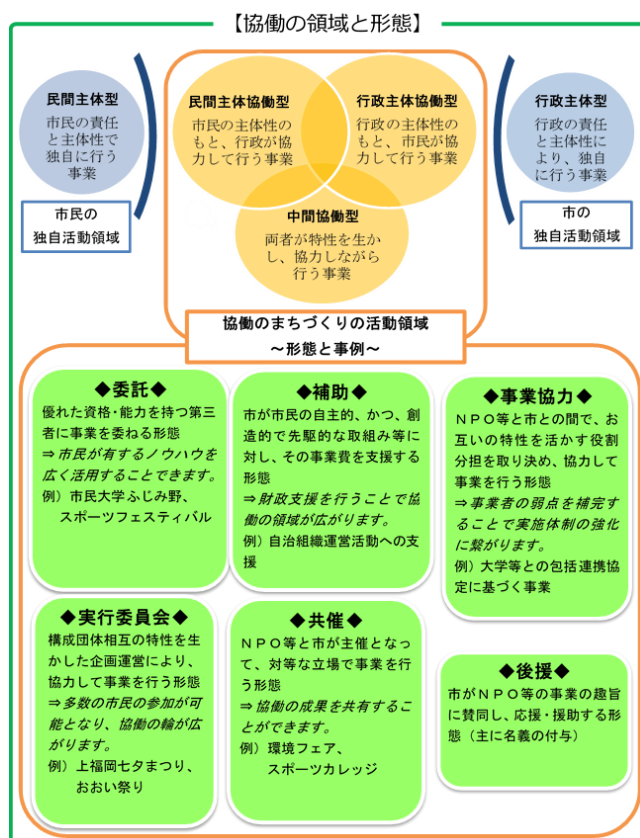 【協働の領域と形態】
民間主体型
市民の責任
と主体性で
独自に行う
事業
市民の
独自活動領域
民間主体協働型
市民の主体性の
もと、行政が協
力して行う事業
行政主体協働型
行政の主体性の
もと、市民が協
力して行う事業
中間協働型
両者が特性を生か
し、協力しながら
行う事業
行政主体型
行政の責任
と主体性に
より、独自
に行う事業
市の
独自活動領域
協働のまちづくりの活動領域
～形態と事例～
◆委託◆
優れた資格・能力を持つ第三
者に事業を委ねる形態
⇒市民が有するノウハウを
広く活用することできます。
例）市民大学ふじみ野、
スポーツフェスティバル
◆補助◆
市が市民の自主的、かつ、創
造的で先駆的な取組み等に
対し、その事業費を支援する
形態
⇒財政支援を行うことで協
働の領域が広がります。
例）自治組織運営活動への支
援
◆事業協力◆
ＮＰＯ等と市との間で、お
互いの特性を活かす役割
分担を取り決め、協力して
事業を行う形態
⇒事業者の弱点を補完す
ることで実施体制の強化
に繋がります。
例）大学等との包括連携協
定に基づく事業
◆実行委員会◆
構成団体相互の特性を生
かした企画運営により、
協力して事業を行う形態
⇒多数の市民の参加が可
能となり、協働の輪が広
がります。
例）上福岡七夕まつり、
おおい祭り
◆共催◆
ＮＰＯ等と市が主催となっ
て、対等な立場で事業を行
う形態
⇒協働の成果を共有するこ
とができます。
例）環境フェア、
スポーツカレッジ
◆後援◆
市がＮＰＯ等の事業の趣旨
に賛同し、応援・援助する形
態（主に名義の付与）